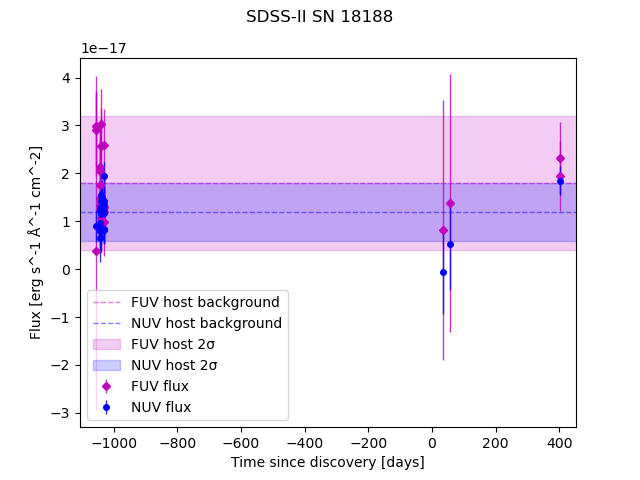 SDSS-II SN 18188
1e−17
Flux [erg s^-1 Å^-1 cm^-2]
4
3
2
1
0
−1
−2
−3
FUV host background
NUV host background
FUV host 2σ
NUV host 2σ
FUV flux
NUV flux
−1000 −800 −600 −400 −200 0 200 400
Time since discovery [days]